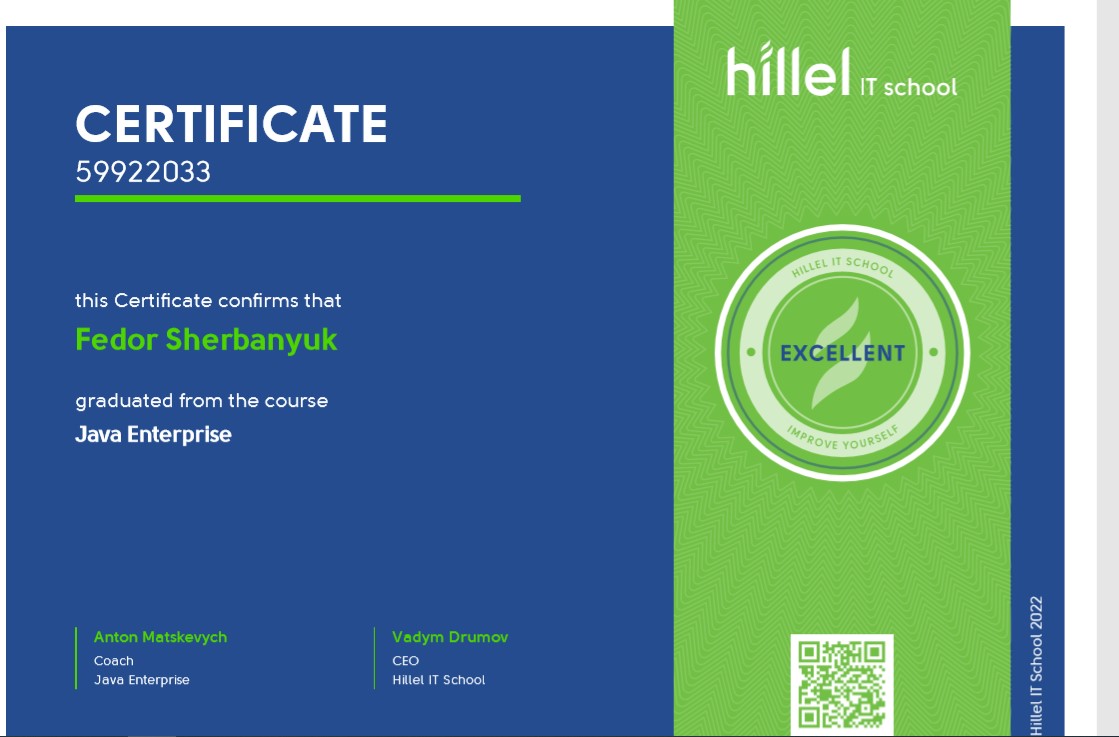 hillel IT school
CERTIFICATE
59922033
this Certificate confirms that
Fedor Sherbanyuk
graduated from the course
Java Enterprise
HILLEL IT SCHOOL
EXCELLENT
IMPROVE YOURSELF
Anton Matskevych
Coach
Java Enterprise
Vadym Drumov
CEO
Hillel IT School
Hillel IT School 2022